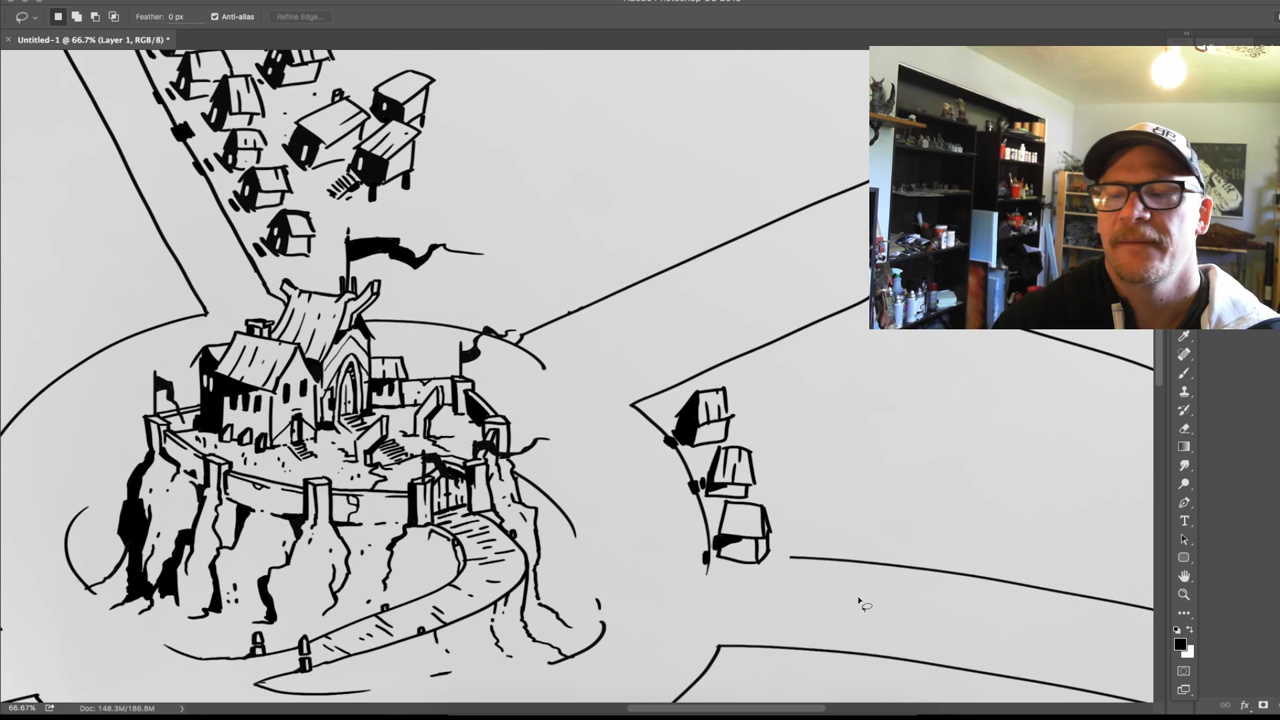 Feather: 0 px Anti-alias Refine Edge...
Untitled-1 @ 66.7% (Layer 1, RGB/8) *
66.67% Doc: 148.3M/186.8M